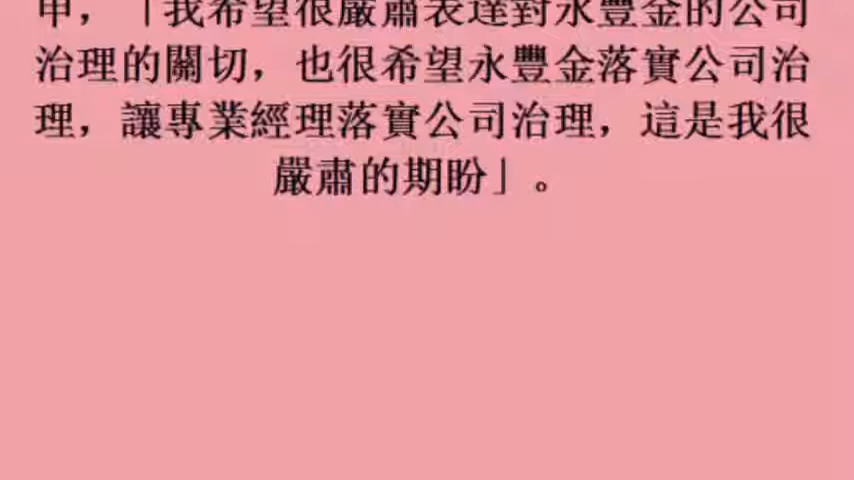 ，「我希望很嚴肅表達對永豐金的公司
治理的關切，也很希望永豐金落實公司治
理，讓專業經理落實公司治理，這是我很
嚴肅的期盼」。